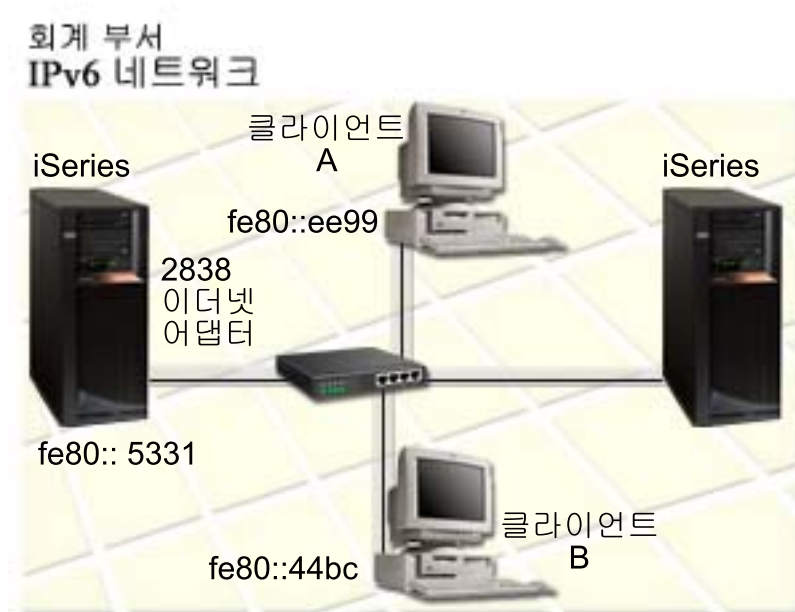 회계 부서
IPv6 네트워크
클라이언트
A
iSeries
iSeries
fe80::ee99
2838
이더넷
어댑터
fe80:: 5331
클라이언트
B
fe80::44bc